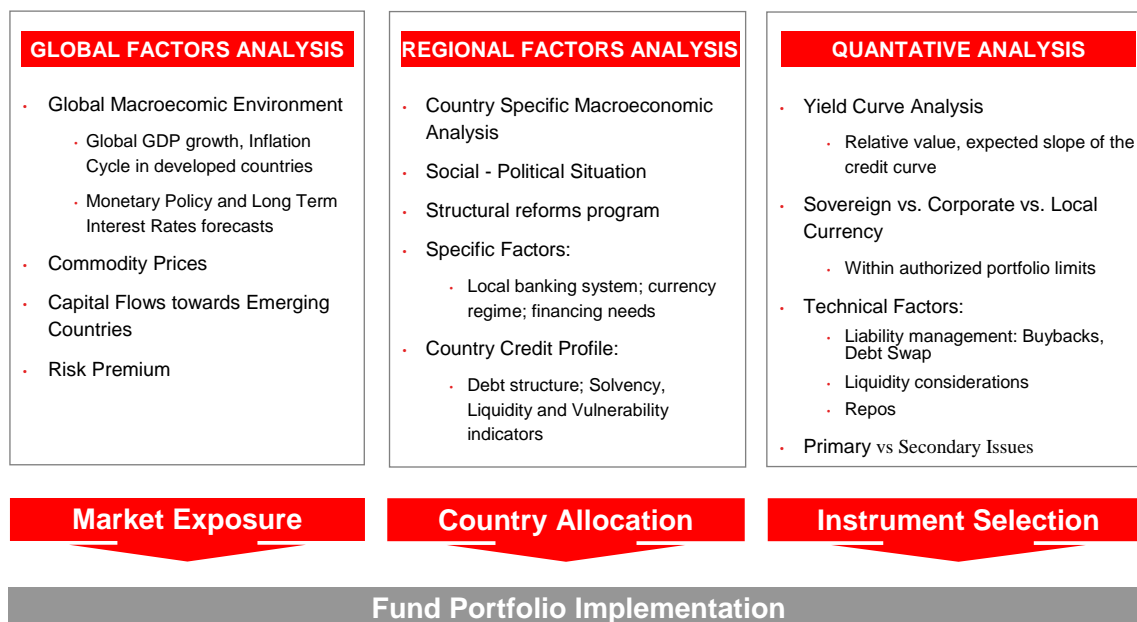 GLOBAL FACTORS ANALYSIS
Global Macroecomic Environment
Global GDP growth, Inflation
Cycle in developed countries
Monetary Policy and Long Term
Interest Rates forecasts
Commodity Prices
Capital Flows towards Emerging
Countries
Risk Premium
REGIONAL FACTORS ANALYSIS
Country Specific Macroeconomic
Analysis
Social - Political Situation
Structural reforms program
Specific Factors:
Local banking system; currency
regime; financing needs
Country Credit Profile:
Debt structure; Solvency,
Liquidity and Vulnerability
indicators
QUANTATIVE ANALYSIS
Yield Curve Analysis
Relative value, expected slope of the
credit curve
Sovereign vs. Corporate vs. Local
Currency
Within authorized portfolio limits
Technical Factors:
Liability management: Buybacks,
Debt Swap
Liquidity considerations
Repos
Primary vs Secondary Issues
Market Exposure
Country Allocation
Instrument Selection
Fund Portfolio Implementation